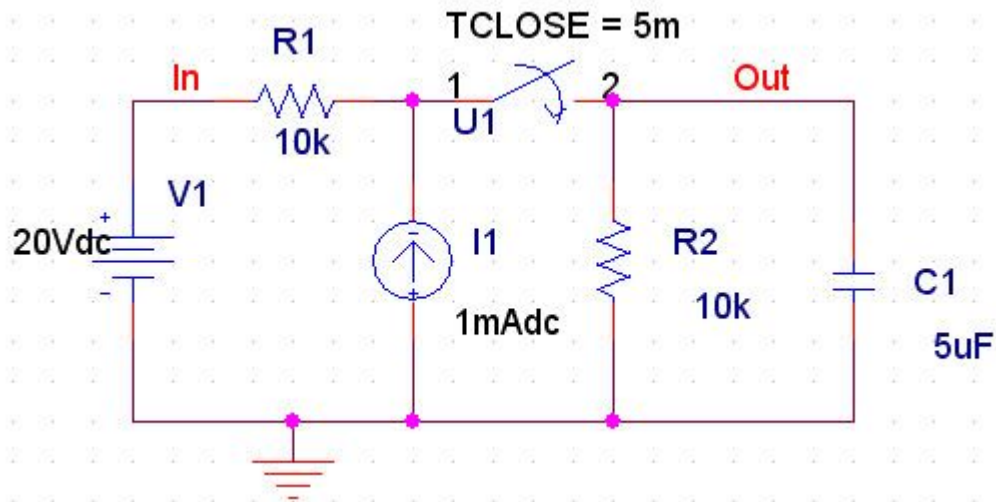 TCLOSE = 5m
R1
In
1
2
Out
U1
10k
V1
+
20Vdc
-
-
I1
+
R2
1mAdc
10k
C1
5uF